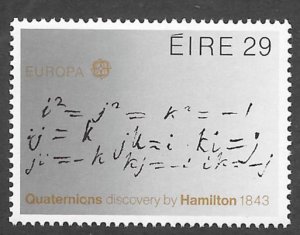 ÉIRE 29
EUROPA
i² = j² = k² = -1
ij = k jk = i ki = j
ji = -k kj = -i ik = -j
Quaternions discovery by Hamilton 1843